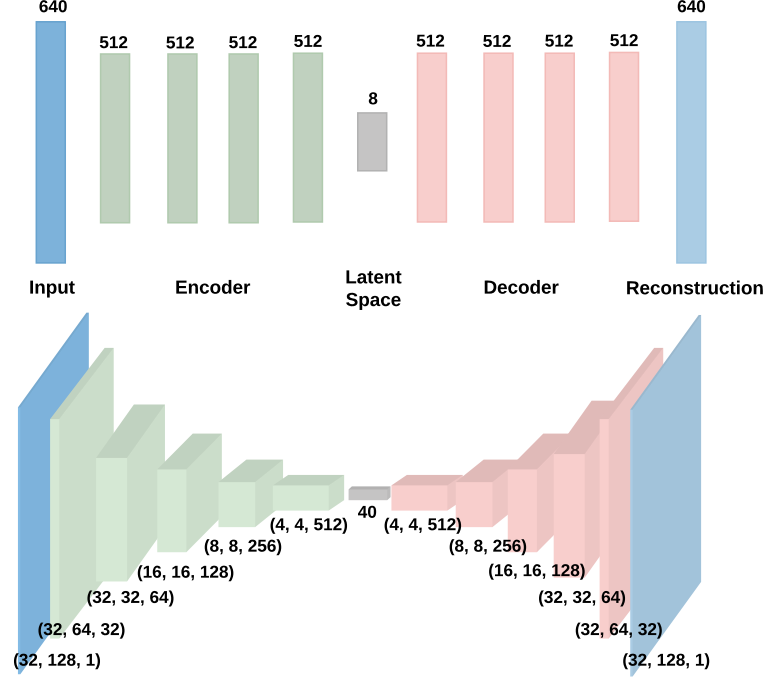 640
640
512
512
512
512
8
512
512
512
512
Input
Encoder
Latent
Space
Decoder
Reconstruction
40
(4, 4, 512)
(4, 4, 512)
(8, 8, 256)
(8, 8, 256)
(16, 16, 128)
(16, 16, 128)
(32, 32, 64)
(32, 32, 64)
(32, 64, 32)
(32, 64, 32)
(32, 128, 1)
(32, 128, 1)